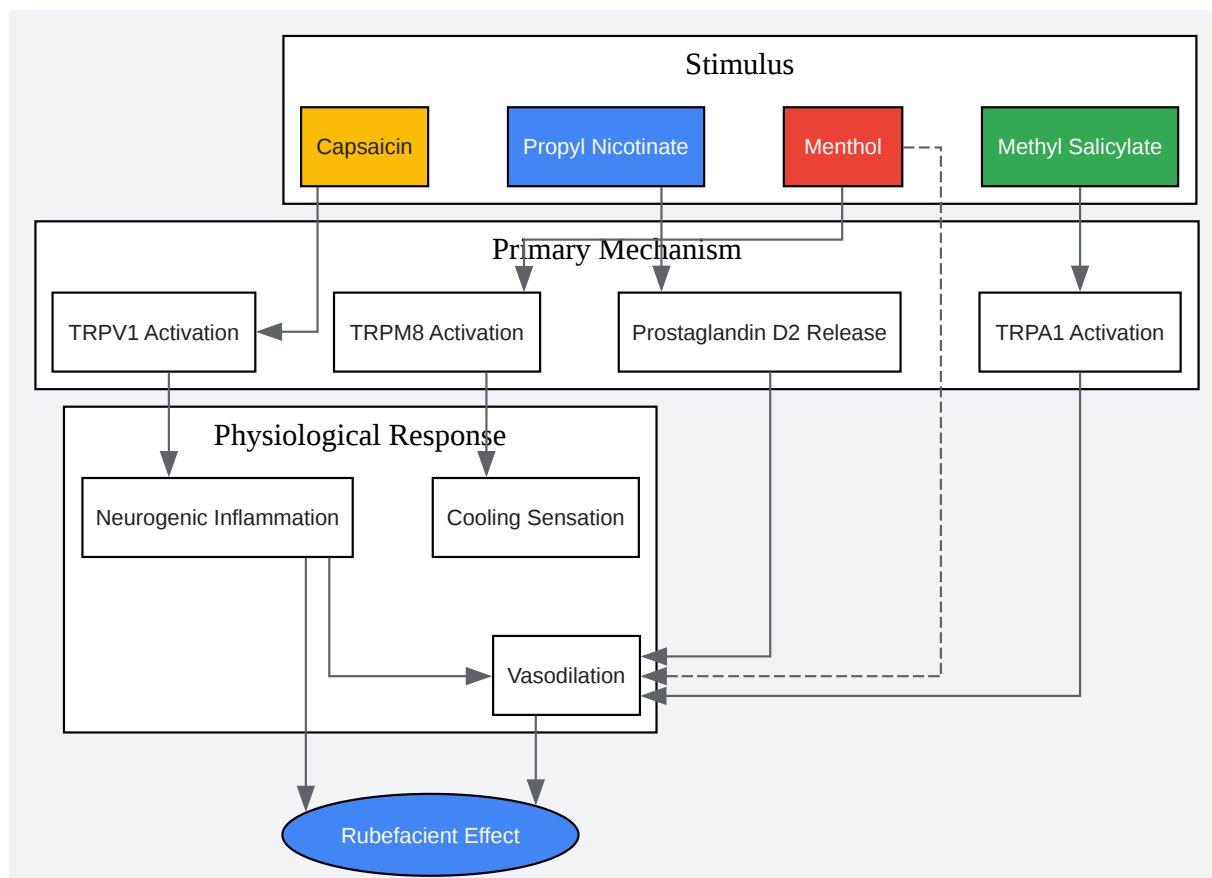 Stimulus
Capsaicin
Propyl Nicotinate
Menthol
Methyl Salicylate
Primary Mechanism
TRPV1 Activation
TRPM8 Activation
Prostaglandin D2 Release
TRPA1 Activation
Physiological Response
Neurogenic Inflammation
Cooling Sensation
Vasodilation
Rubefacient Effect